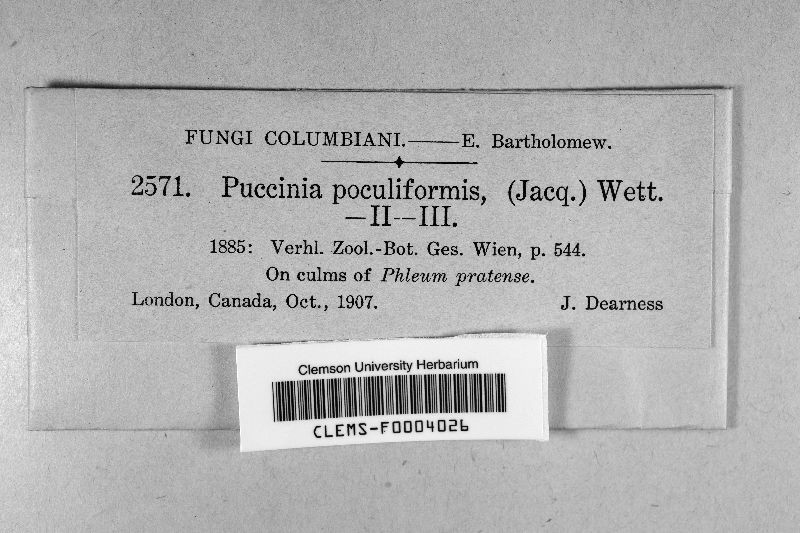 FUNGI COLUMBIANI.——E. Bartholomew.
2571. Puccinia poculiformis, (Jacq.) Wett.
—II—III.
1885: Verhl. Zool.-Bot. Ges. Wien, p. 544.
On culms of Phleum pratense.
London, Canada, Oct., 1907. J. Dearness
Clemson University Herbarium
CLEMS-F0004026